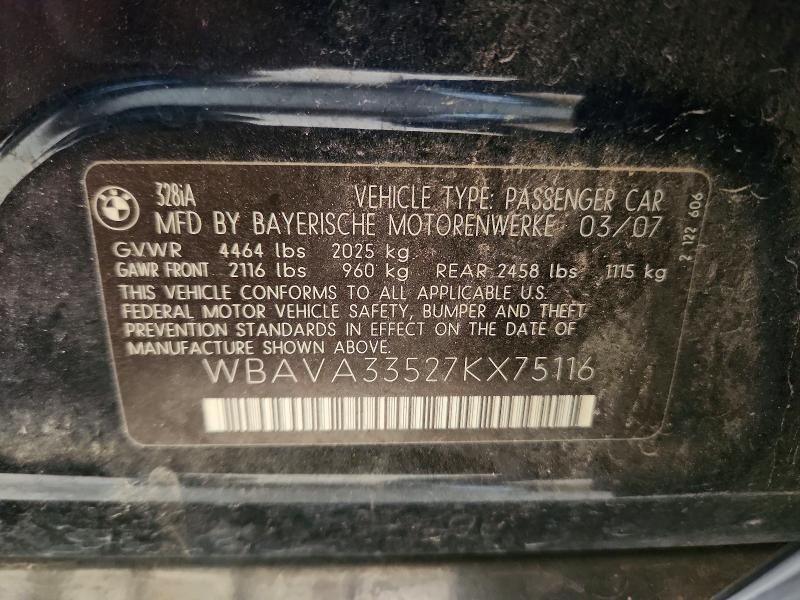 328iA VEHICLE TYPE: PASSENGER CAR
MFD BY BAYERISCHE MOTORENWERKE 03/07
GVWR 4464 lbs 2025 kg
GAWR FRONT 2116 lbs 960 kg REAR 2458 lbs 1115 kg
THIS VEHICLE CONFORMS TO ALL APPLICABLE U.S.
FEDERAL MOTOR VEHICLE SAFETY, BUMPER AND THEFT
PREVENTION STANDARDS IN EFFECT ON THE DATE OF
MANUFACTURE SHOWN ABOVE.
WBAVA33527KX75116
2 122 606